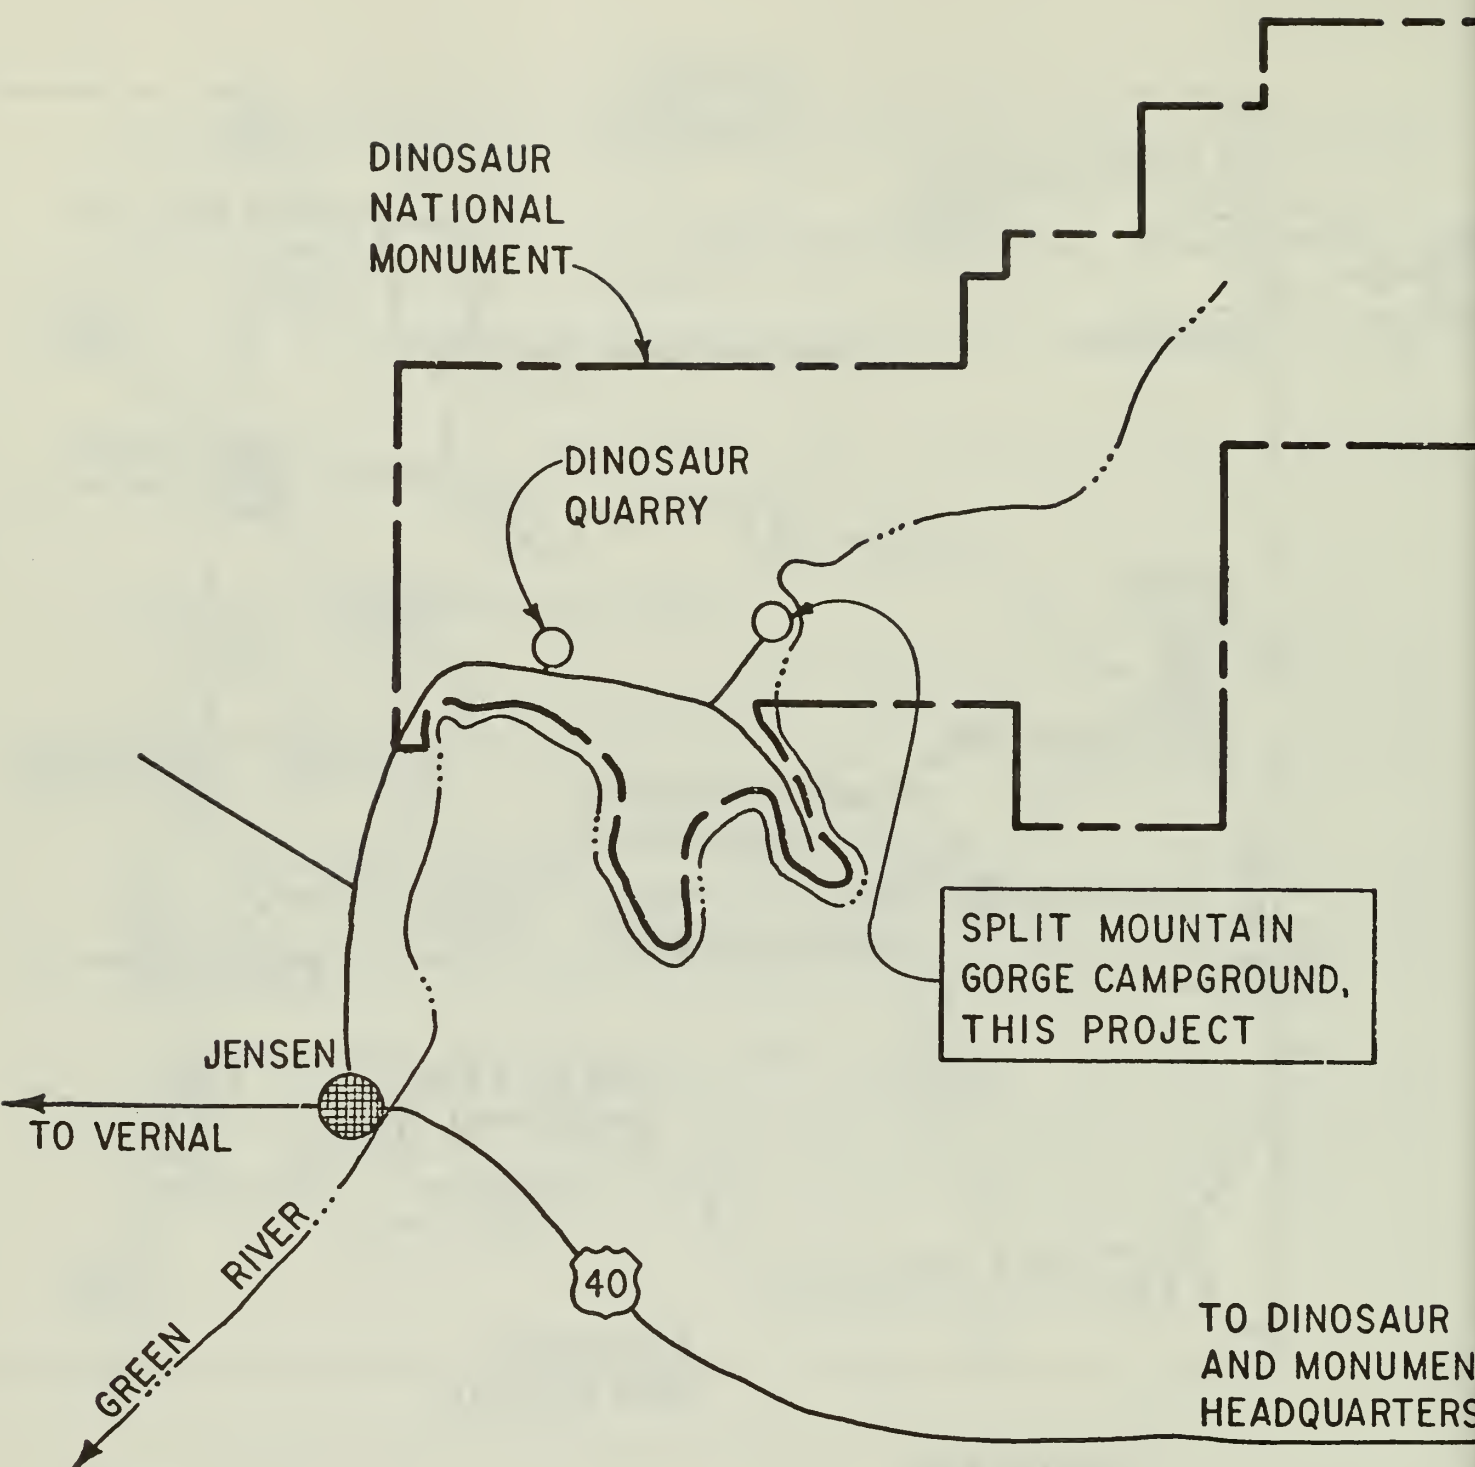 DINOSAUR
NATIONAL
MONUMENT
DINOSAUR
QUARRY
SPLIT MOUNTAIN
GORGE CAMPGROUND,
THIS PROJECT
JENSEN
TO VERNAL
GREEN RIVER
40
TO DINOSAUR
AND MONUMEN
HEADQUARTERS